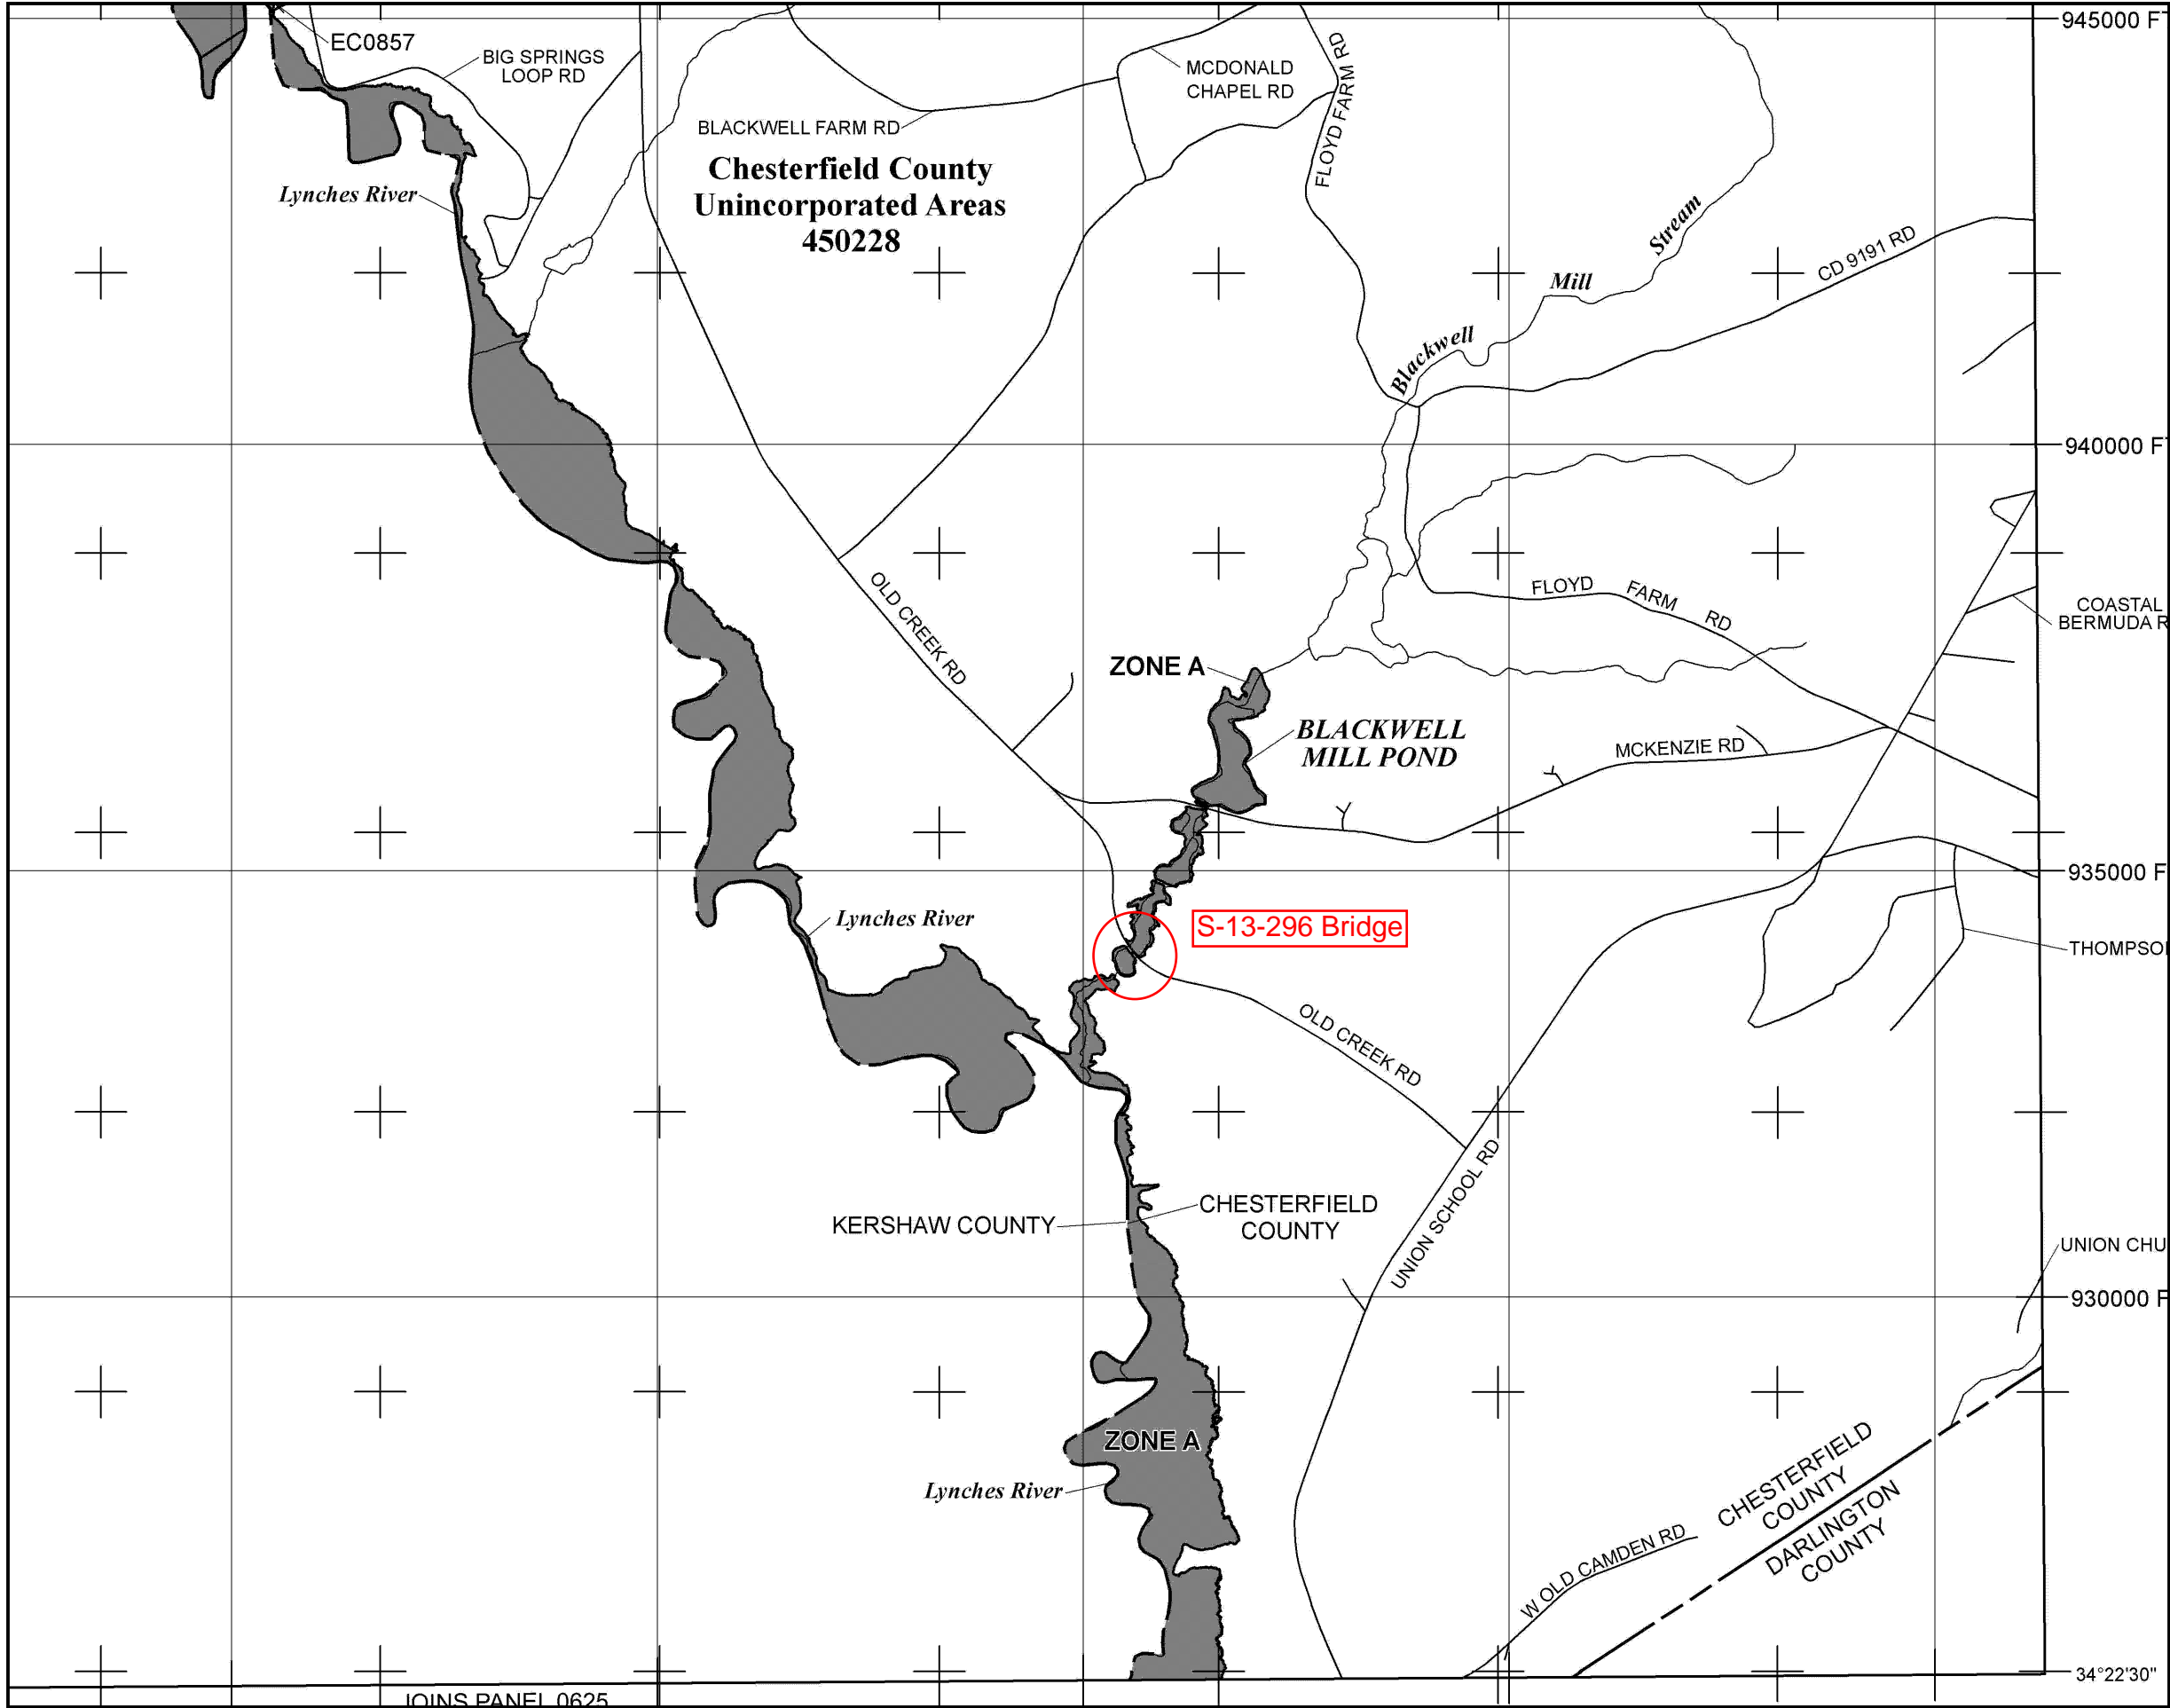 945000 F
EC0857
BIG SPRINGS
LOOP RD
MCDONALD
CHAPEL RD
FLOYD FARM RD
BLACKWELL FARM RD
Chesterfield County
Unincorporated Areas
450228
Lynches River
Blackwell
Mill
Stream
CD 9191 RD
940000 F
OLD CREEK RD
FLOYD FARM RD
COASTAL
BERMUDA R
ZONE A
BLACKWELL
MILL POND
MCKENZIE RD
935000 F
Lynches River
S-13-296 Bridge
THOMPSO
OLD CREEK RD
UNION SCHOOL RD
KERSHAW COUNTY
CHESTERFIELD
COUNTY
UNION CHU
930000 F
ZONE A
Lynches River
CHESTERFIELD
COUNTY
DARLINGTON
COUNTY
W OLD CAMDEN RD
34°22'30"
JOINS PANEL 0625